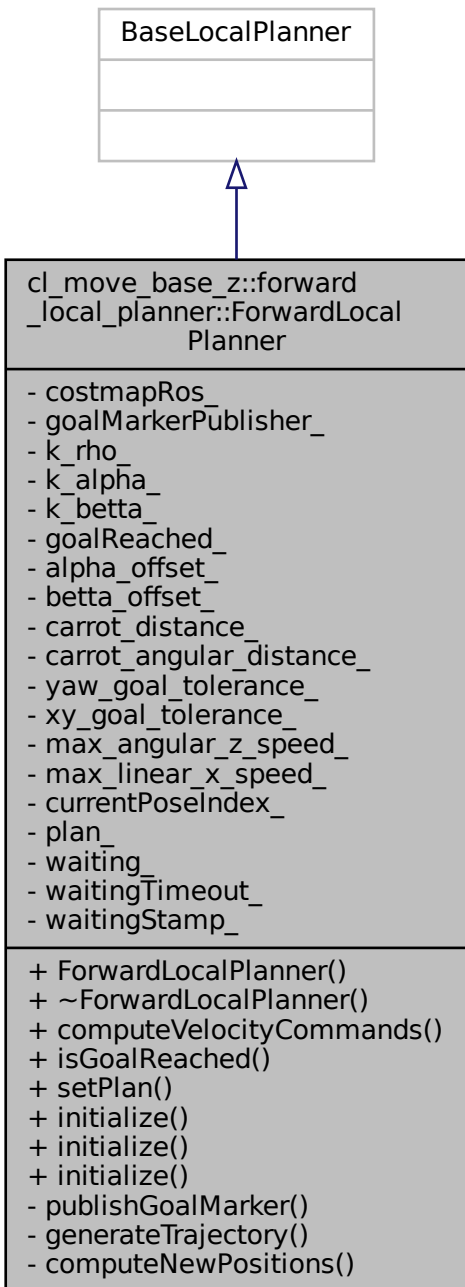 BaseLocalPlanner
cl_move_base_z::forward
_local_planner::ForwardLocal
Planner
- costmapRos_
- goalMarkerPublisher_
- k_rho_
- k_alpha_
- k_betta_
- goalReached_
- alpha_offset_
- betta_offset_
- carrot_distance_
- carrot_angular_distance_
- yaw_goal_tolerance_
- xy_goal_tolerance_
- max_angular_z_speed_
- max_linear_x_speed_
- currentPoseIndex_
- plan_
- waiting_
- waitingTimeout_
- waitingStamp_
+ ForwardLocalPlanner()
+ ~ForwardLocalPlanner()
+ computeVelocityCommands()
+ isGoalReached()
+ setPlan()
+ initialize()
+ initialize()
+ initialize()
- publishGoalMarker()
- generateTrajectory()
- computeNewPositions()